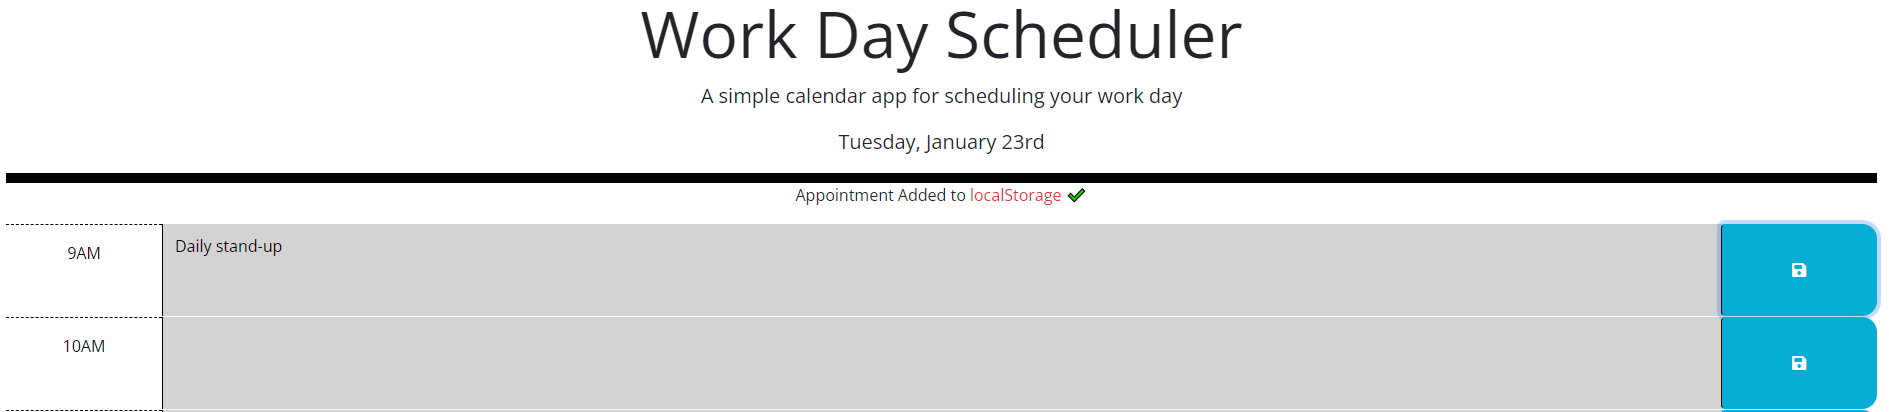 Work Day Scheduler
A simple calendar app for scheduling your work day
Tuesday, January 23rd
Appointment Added to localStorage
9AM
Daily stand-up
10AM